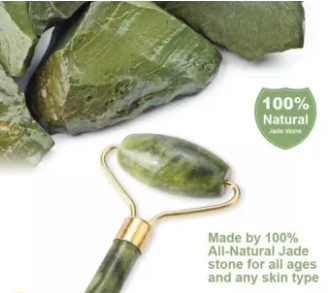 100%
Natural
Jade stone
Made by 100%
All-Natural Jade
stone for all ages
and any skin type